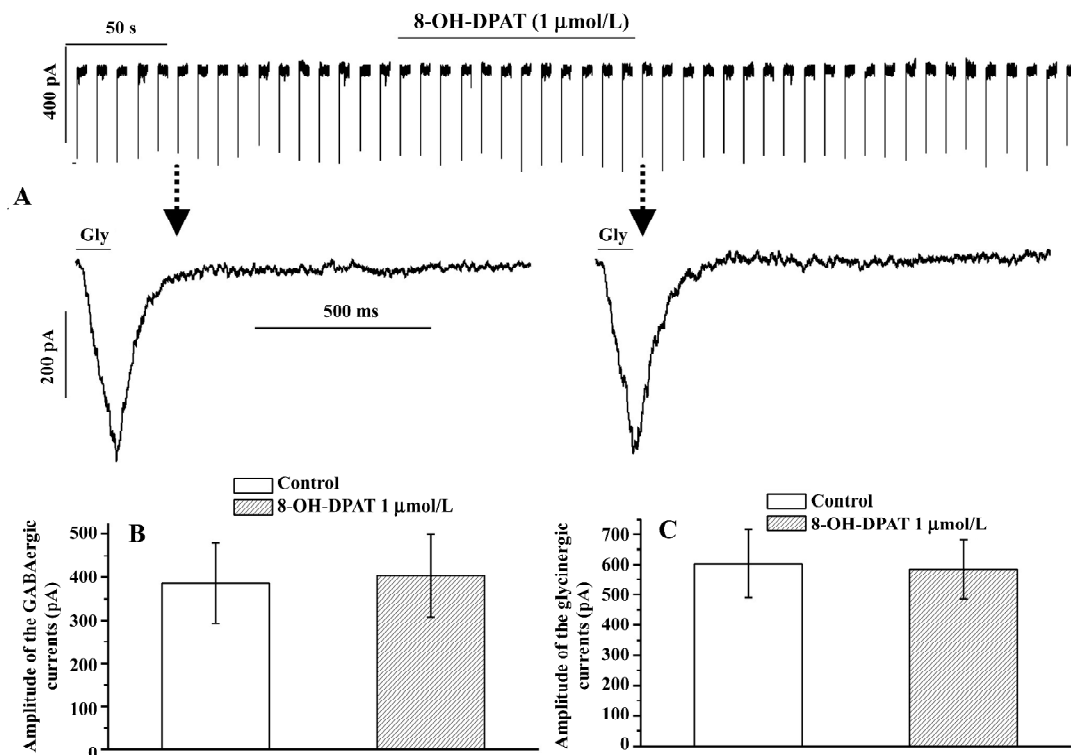 8-OH-DPAT (1 μmol/L)
50 s
400 pA
A
Gly
Gly
500 ms
200 pA
Control
8-OH-DPAT 1 μmol/L
B
Amplitude of the GABAergic
currents (pA)
500
400
300
200
100
0
Control
8-OH-DPAT 1 μmol/L
C
Amplitude of the glycinergic
currents (pA)
700
600
500
400
300
200
100
0